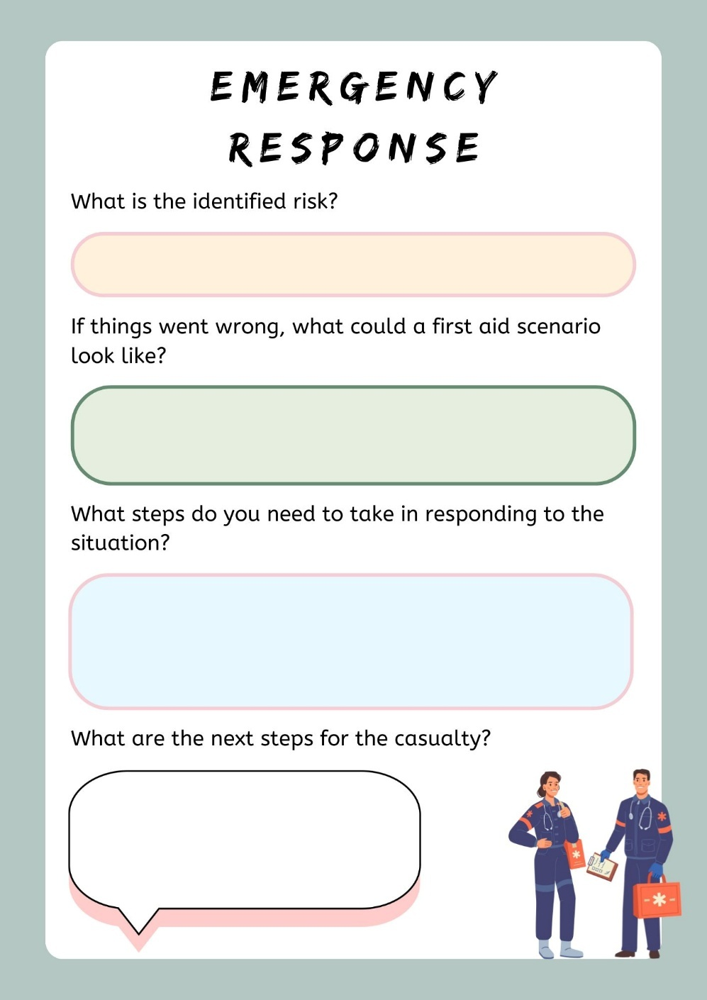 EMERGENCY
RESPONSE
What is the identified risk?
If things went wrong, what could a first aid scenario
look like?
What steps do you need to take in responding to the
situation?
What are the next steps for the casualty?